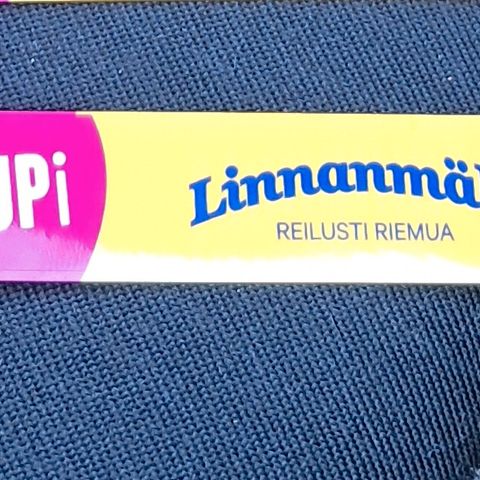 UPi
Linnanmä
REILUSTI RIEMUA